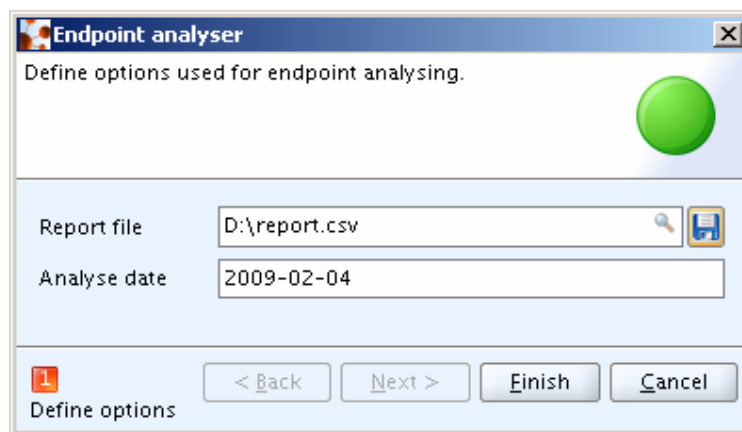 Endpoint analyser
Define options used for endpoint analysing.
Report file
D:\report.csv
Analyse date
2009-02-04
1
Define options
< Back
Next >
Finish
Cancel